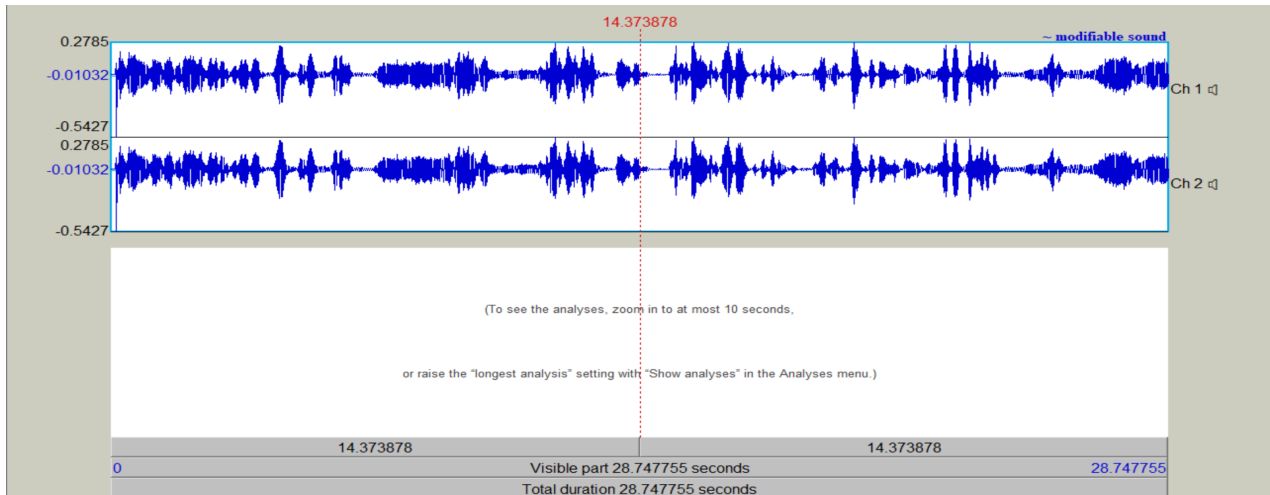 14.373878
~ modifiable sound
0.2785
-0.01032
Ch 1
-0.5427
0.2785
-0.01032
Ch 2
-0.5427
(To see the analyses, zoom in to at most 10 seconds,
or raise the “longest analysis” setting with “Show analyses” in the Analyses menu.)
14.373878 14.373878
0 Visible part 28.747755 seconds 28.747755
Total duration 28.747755 seconds